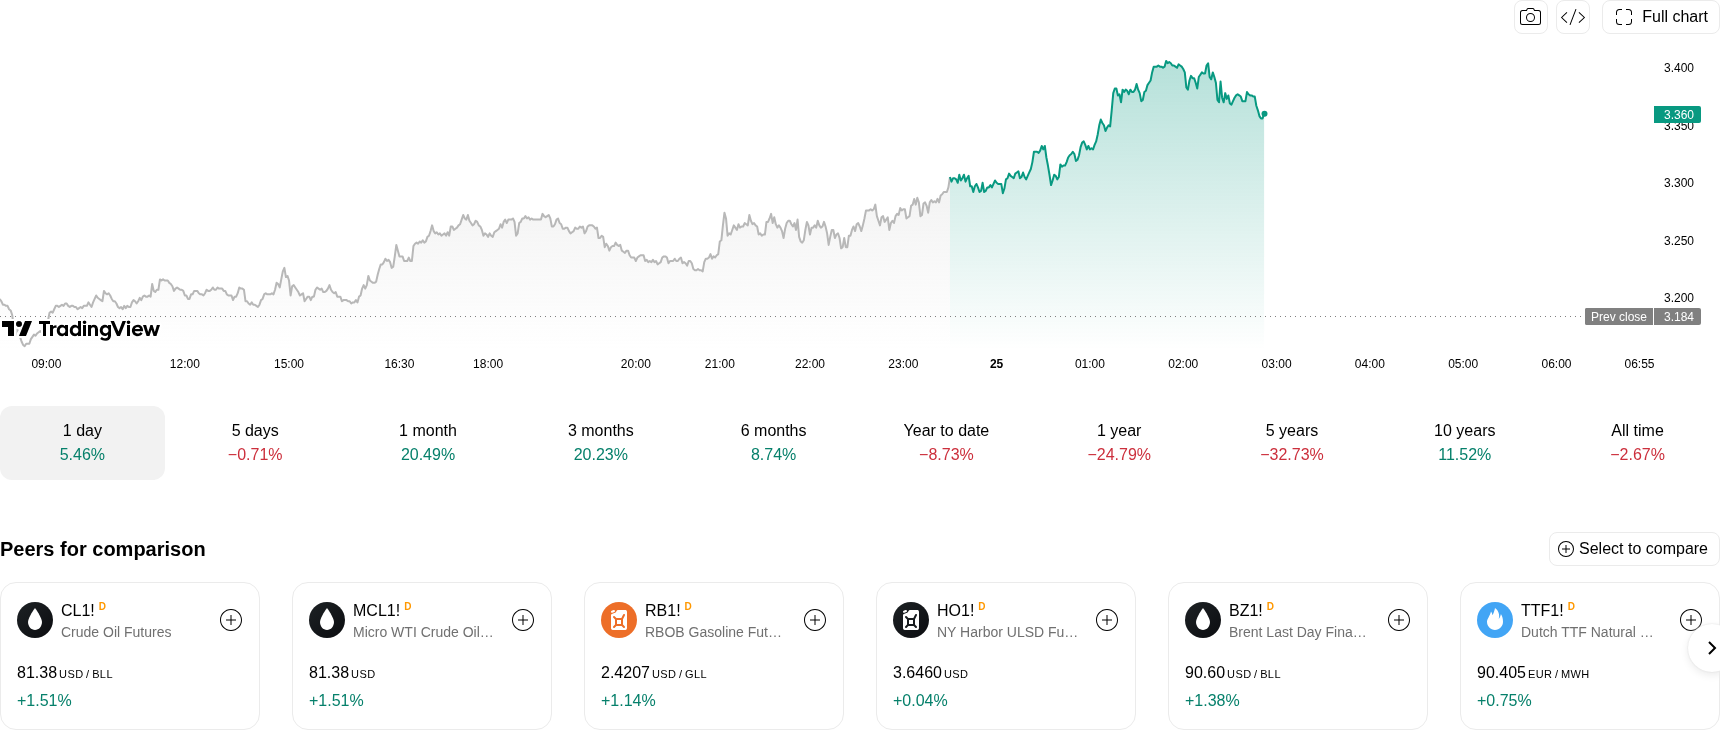 Full chart
3.400
3.360
3.350
3.300
3.250
3.200
Prev close 3.184
TradingView
09:00 12:00 15:00 16:30 18:00 20:00 21:00 22:00 23:00 25 01:00 02:00 03:00 04:00 05:00 06:00 06:55
1 day 5 days 1 month 3 months 6 months Year to date 1 year 5 years 10 years All time
5.46% −0.71% 20.49% 20.23% 8.74% −8.73% −24.79% −32.73% 11.52% −2.67%
Peers for comparison
Select to compare
CL1! D
Crude Oil Futures
81.38 USD / BLL
+1.51%
MCL1! D
Micro WTI Crude Oil…
81.38 USD
+1.51%
RB1! D
RBOB Gasoline Fut…
2.4207 USD / GLL
+1.14%
HO1! D
NY Harbor ULSD Fu…
3.6460 USD
+0.04%
BZ1! D
Brent Last Day Fina…
90.60 USD / BLL
+1.38%
TTF1! D
Dutch TTF Natural …
90.405 EUR / MWH
+0.75%